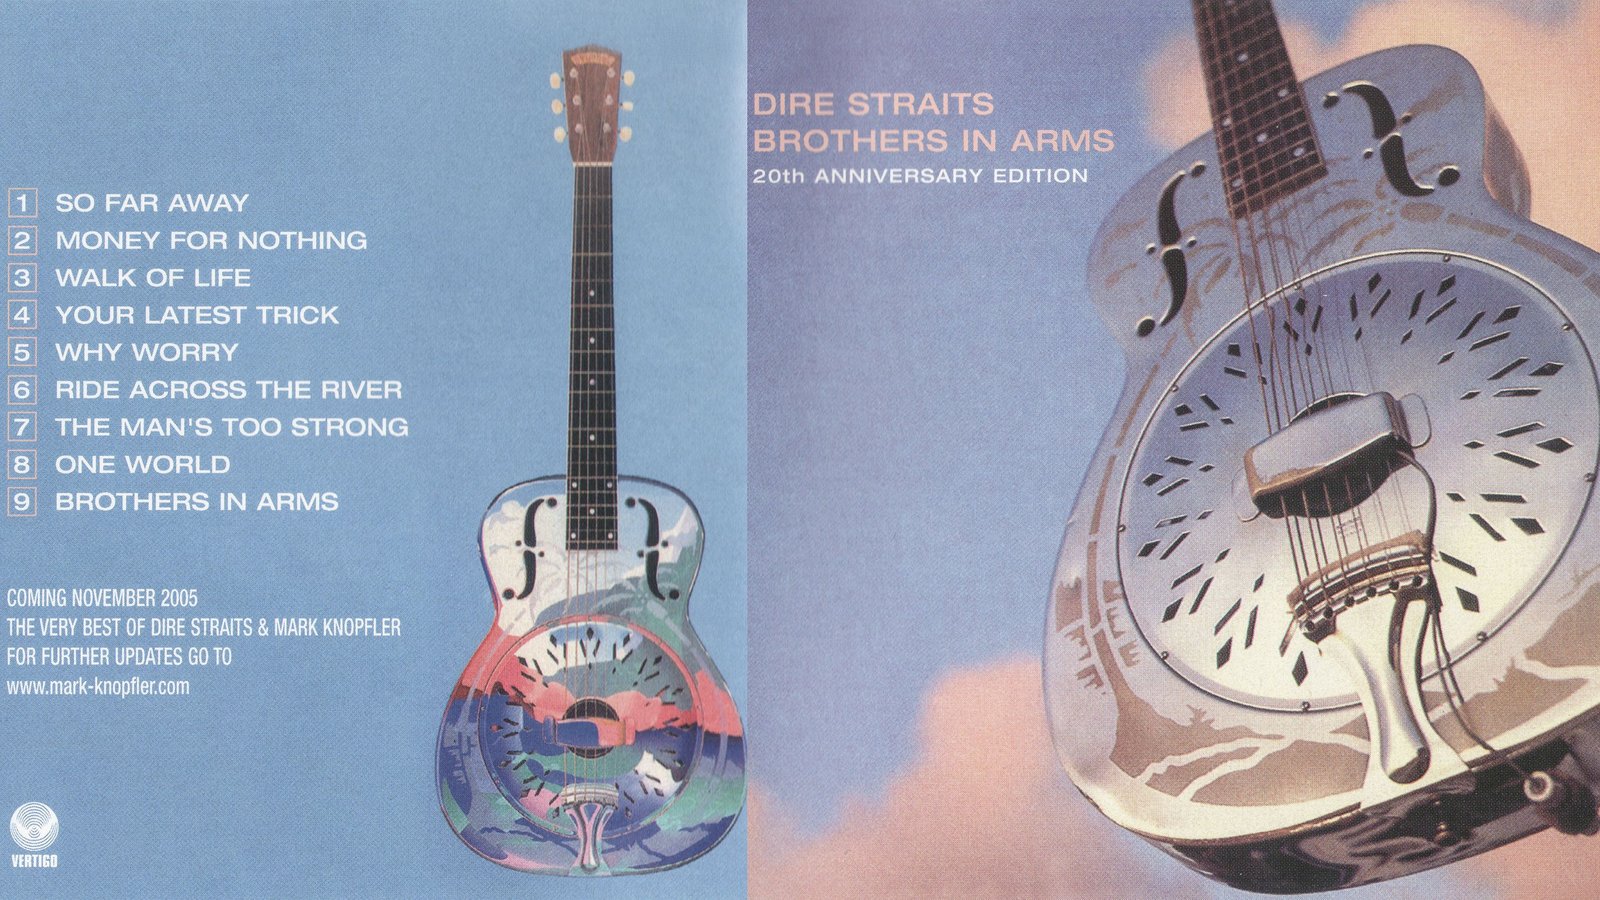 1 SO FAR AWAY
2 MONEY FOR NOTHING
3 WALK OF LIFE
4 YOUR LATEST TRICK
5 WHY WORRY
6 RIDE ACROSS THE RIVER
7 THE MAN'S TOO STRONG
8 ONE WORLD
9 BROTHERS IN ARMS
COMING NOVEMBER 2005
THE VERY BEST OF DIRE STRAITS & MARK KNOPFLER
FOR FURTHER UPDATES GO TO
www.mark-knopfler.com
VERTIGO
DIRE STRAITS
BROTHERS IN ARMS
20th ANNIVERSARY EDITION